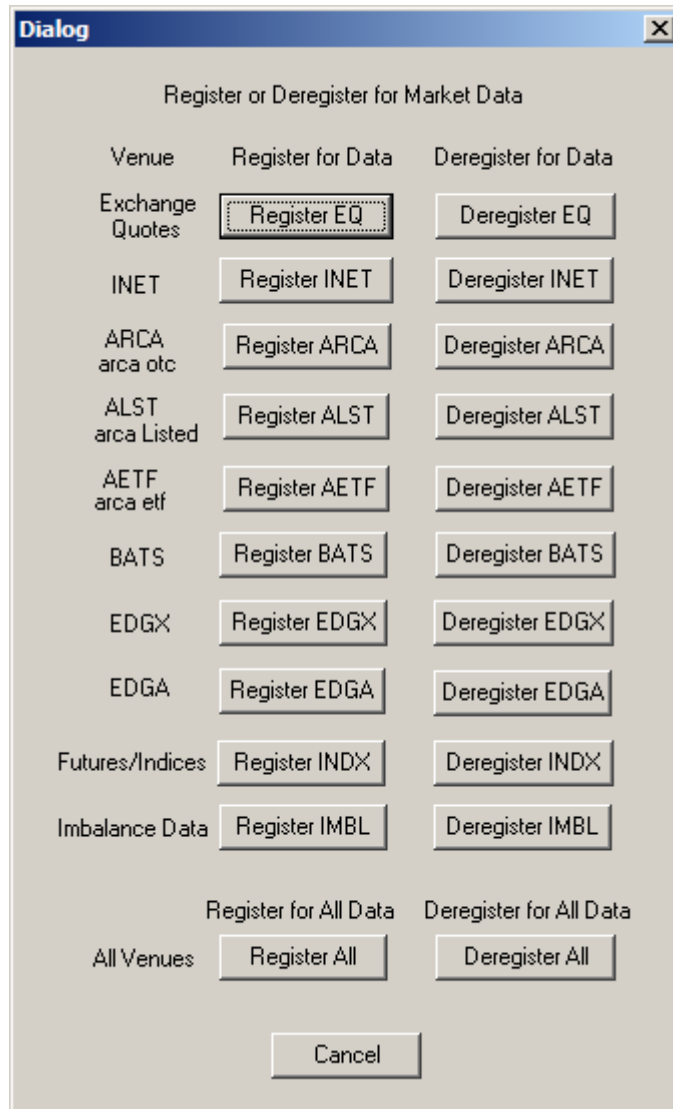 Dialog
Register or Deregister for Market Data
Venue Register for Data Deregister for Data
Exchange
Quotes Register EQ Deregister EQ
INET Register INET Deregister INET
ARCA
arca otc Register ARCA Deregister ARCA
ALST
arca Listed Register ALST Deregister ALST
AETF
arca etf Register AETF Deregister AETF
BATS Register BATS Deregister BATS
EDGX Register EDGX Deregister EDGX
EDGA Register EDGA Deregister EDGA
Futures/Indices Register INDX Deregister INDX
Imbalance Data Register IMBL Deregister IMBL
Register for All Data Deregister for All Data
All Venues Register All Deregister All
Cancel